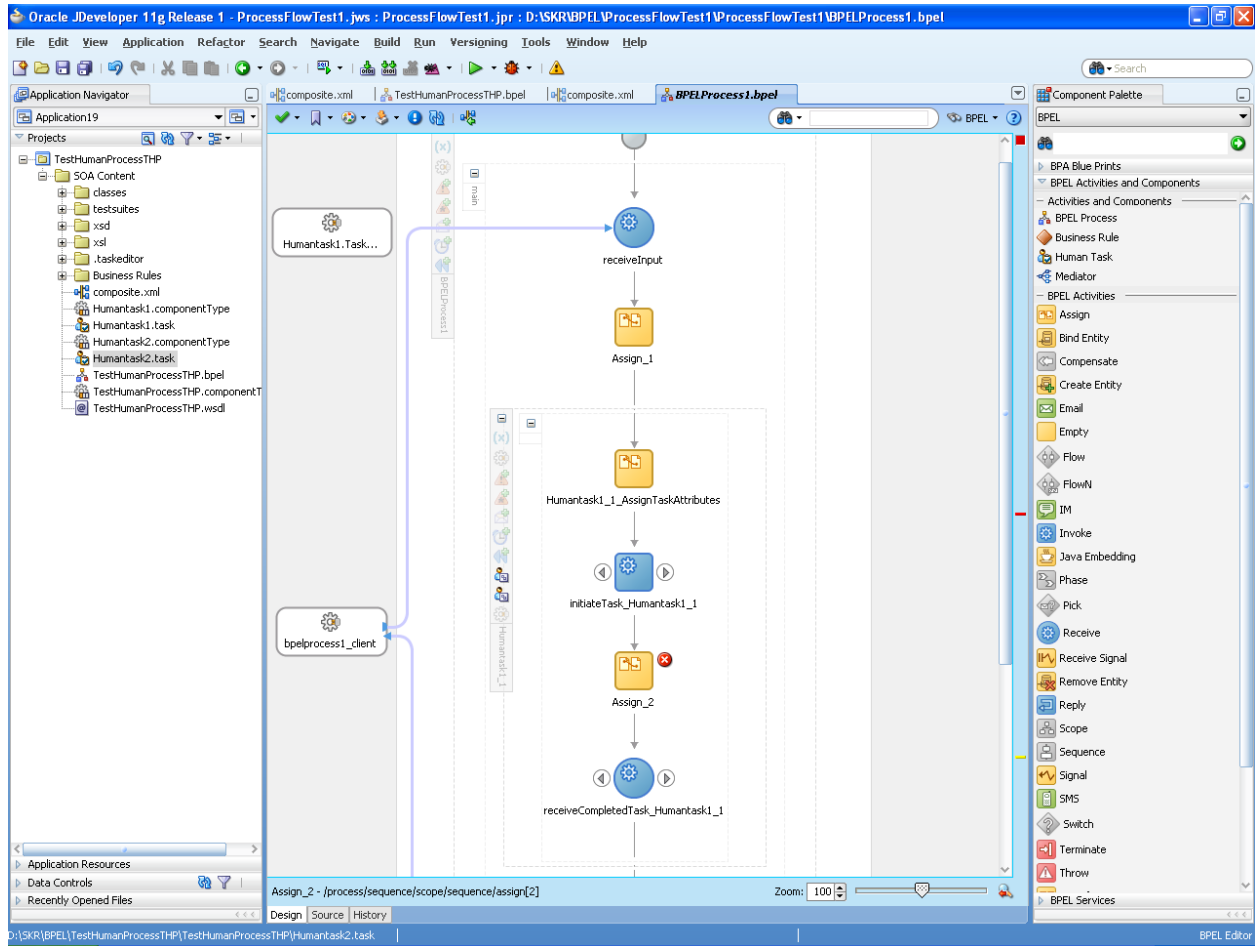 Oracle JDeveloper 11g Release 1 - ProcessFlowTest1.jws : ProcessFlowTest1.jpr : D:\SKR\BPEL\ProcessFlowTest1\ProcessFlowTest1\BPELProcess1.bpel
File Edit View Application Refactor Search Navigate Build Run Versioning Tools Window Help
Search
Application Navigator
Application19
Projects
TestHumanProcessTHP
SOA Content
classes
testsuites
xsd
xsl
.taskeditor
Business Rules
composite.xml
Humantask1.componentType
Humantask1.task
Humantask2.componentType
Humantask2.task
TestHumanProcessTHP.bpel
TestHumanProcessTHP.componentT
TestHumanProcessTHP.wsdl
Application Resources
Data Controls
Recently Opened Files
composite.xml TestHumanProcessTHP.bpel composite.xml BPELProcess1.bpel
BPEL
(x)
main
BPELProcess1
Humantask1.Task...
receiveInput
Assign_1
(x)
Humantask1_1_AssignTaskAttributes
initiateTask_Humantask1_1
Humantask1_1
bpelprocess1_client
Assign_2
receiveCompletedTask_Humantask1_1
Assign_2 - /process/sequence/scope/sequence/assign[2]
Zoom: 100
Design Source History
Component Palette
BPEL
BPA Blue Prints
BPEL Activities and Components
Activities and Components
BPEL Process
Business Rule
Human Task
Mediator
BPEL Activities
Assign
Bind Entity
Compensate
Create Entity
Email
Empty
Flow
FlowN
IM
Invoke
Java Embedding
Phase
Pick
Receive
Receive Signal
Remove Entity
Reply
Scope
Sequence
Signal
SMS
Switch
Terminate
Throw
BPEL Services
D:\SKR\BPEL\TestHumanProcessTHP\TestHumanProcessTHP\Humantask2.task
BPEL Editor